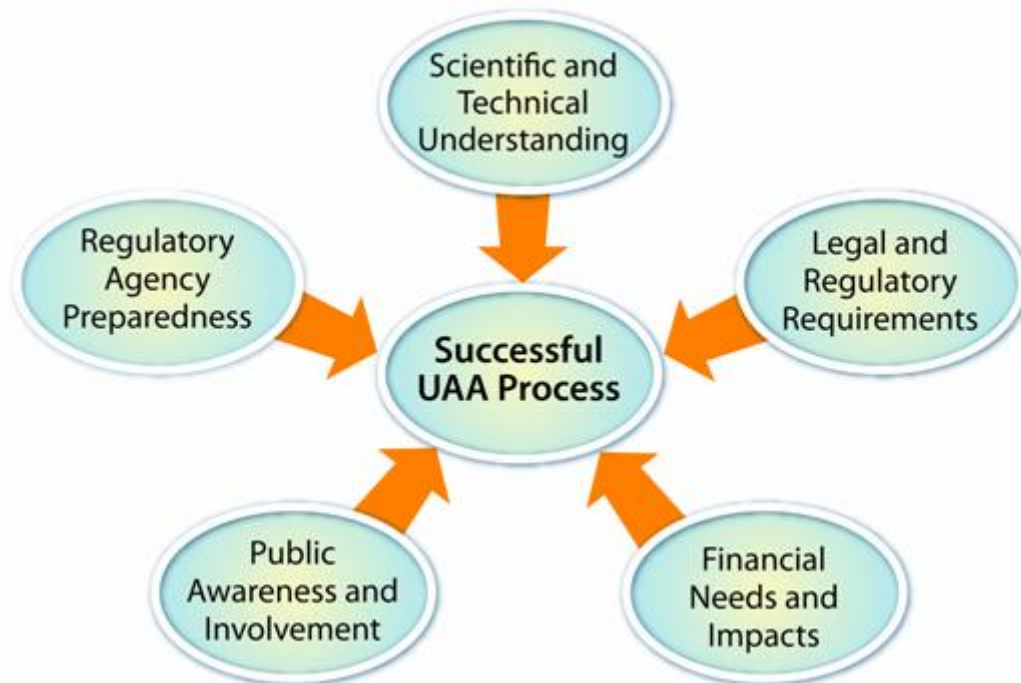 Scientific and
Technical
Understanding
Regulatory
Agency
Preparedness
Legal and
Regulatory
Requirements
Successful
UAA Process
Public
Awareness and
Involvement
Financial
Needs and
Impacts